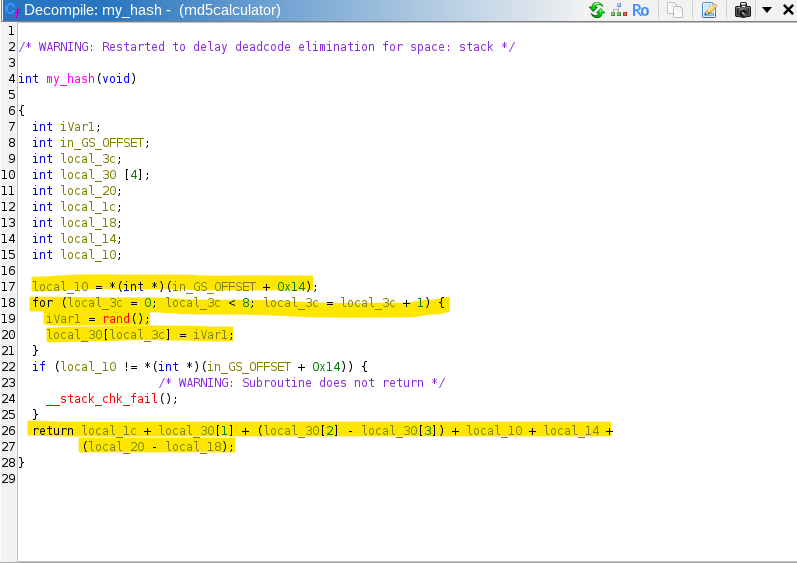 Decompile: my_hash - (md5calculator)
Ro
1
2 /* WARNING: Restarted to delay deadcode elimination for space: stack */
3
4 int my_hash(void)
5
6 {
7   int iVar1;
8   int in_GS_OFFSET;
9   int local_3c;
10   int local_30 [4];
11   int local_20;
12   int local_1c;
13   int local_18;
14   int local_14;
15   int local_10;
16
17   local_10 = *(int *)(in_GS_OFFSET + 0x14);
18   for (local_3c = 0; local_3c < 8; local_3c = local_3c + 1) {
19     iVar1 = rand();
20     local_30[local_3c] = iVar1;
21   }
22   if (local_10 != *(int *)(in_GS_OFFSET + 0x14)) {
23                     /* WARNING: Subroutine does not return */
24     __stack_chk_fail();
25   }
26   return local_1c + local_30[1] + (local_30[2] - local_30[3]) + local_10 + local_14 +
27          (local_20 - local_18);
28 }
29